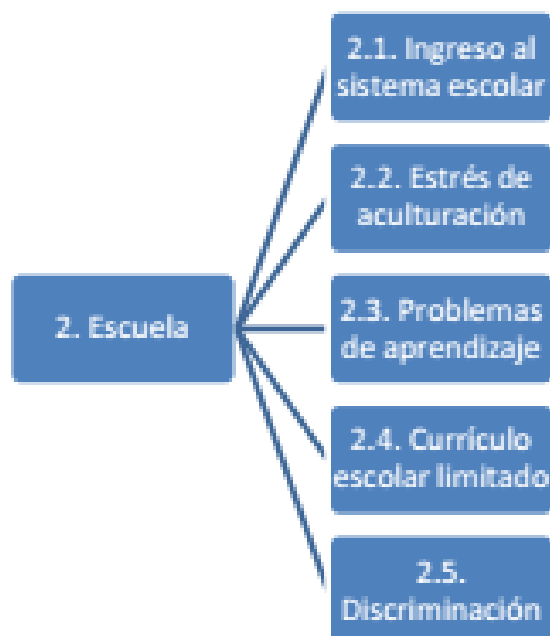 2. Escuela
2.1. Ingreso al
sistema escolar
2.2. Estrés de
aculturación
2.3. Problemas
de aprendizaje
2.4. Currículo
escolar limitado
2.5.
Discriminación